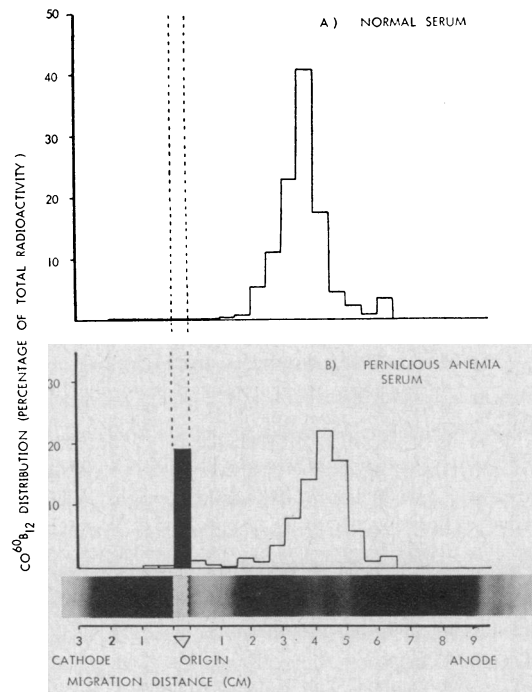 50
A) NORMAL SERUM
40
30
20
10
CO60B12 DISTRIBUTION (PERCENTAGE OF TOTAL RADIOACTIVITY)
B) PERNICIOUS ANEMIA
SERUM
30
20
10
3 2 1 1 2 3 4 5 6 7 8 9
CATHODE ORIGIN ANODE
MIGRATION DISTANCE (CM)